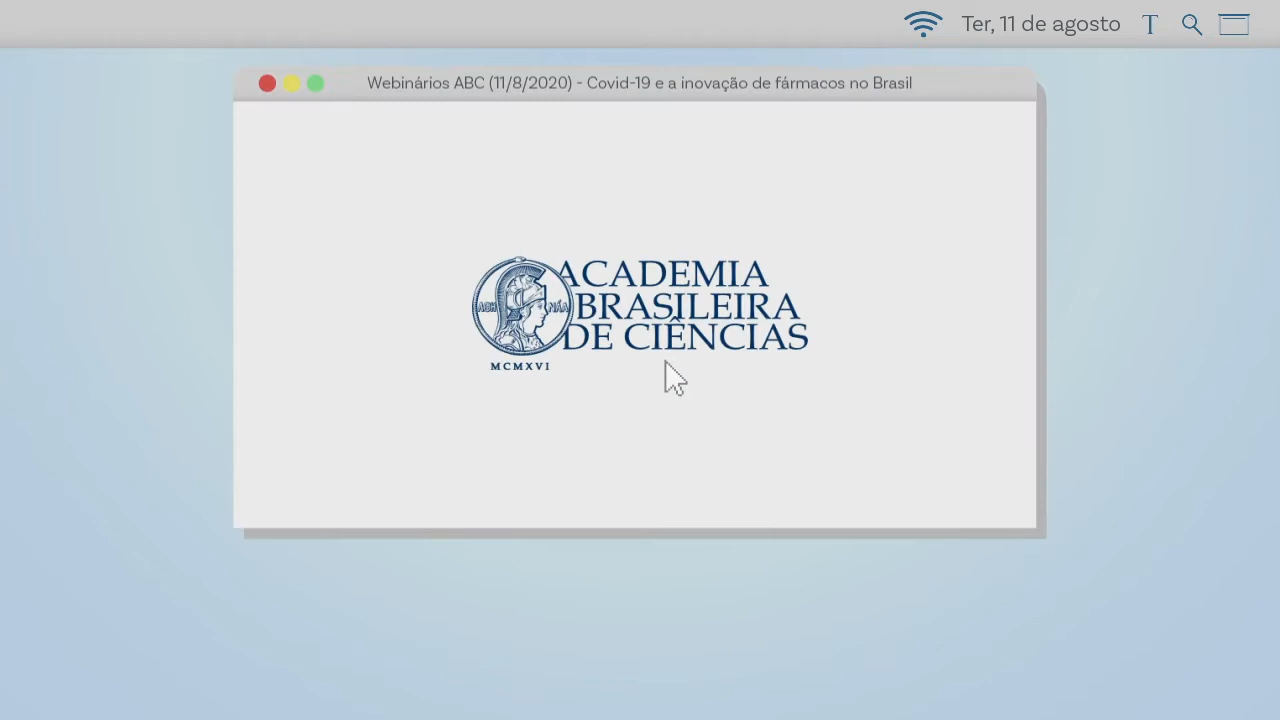 Ter, 11 de agosto
Webinários ABC (11/8/2020) - Covid-19 e a inovação de fármacos no Brasil
ACADEMIA
BRASILEIRA
DE CIÊNCIAS
MCMXVI